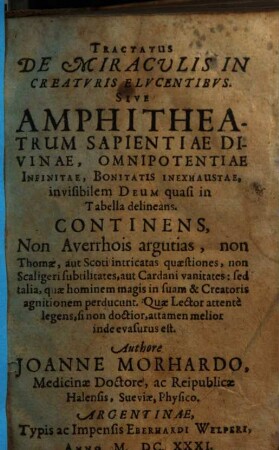 TRACTATUS
DE MIRACULIS IN
CREATURIS ELUCENTIBUS.
SIVE
AMPHITHEA-
TRUM SAPIENTIAE DI-
VINAE, OMNIPOTENTIAE
INFINITAE, BONITATIS INEXHAUSTAE,
invisibilem DEUM quasi in
Tabella delineans.
CONTINENS,
Non Averrhois argutias, non
Thomæ, aut Scoti intricatas quæstiones, non
Scaligeri subtilitates, aut Cardani vanitates: sed
talia, quæ hominem magis in suam & Creatoris
agnitionem perducunt. Quæ Lector attentè
legens, si non doctior, attamen melior
inde evasurus est.
Authore
JOANNE MORHARDO,
Medicinæ Doctore, ac Reipublicæ
Halensis, Sueviæ, Physico.
ARGENTINAE,
Typis ac Impensis EBERHARDI WELPERI,
ANNO M. DC. XXXI.